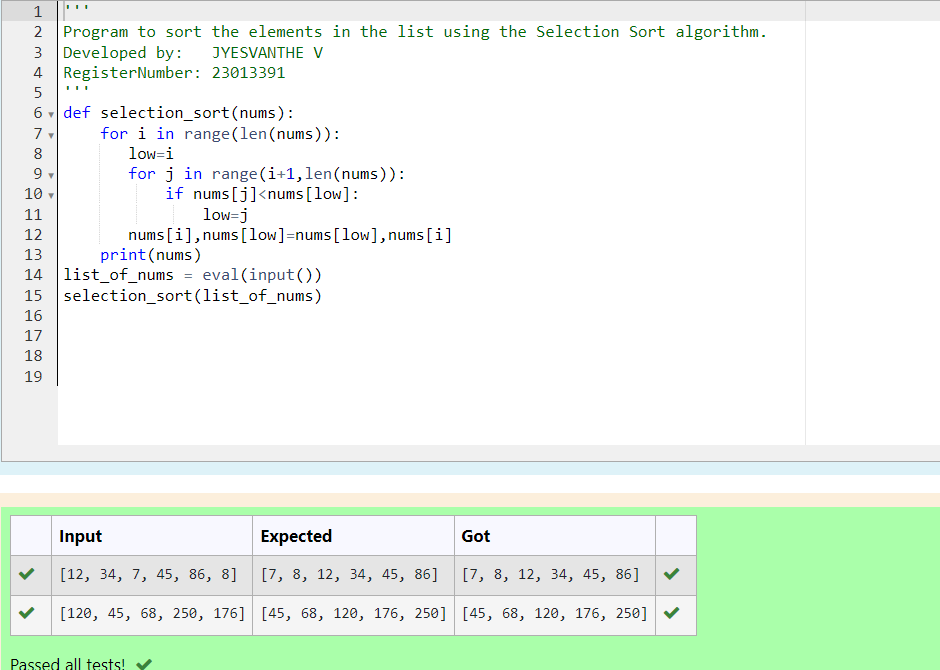 1 '''
2 Program to sort the elements in the list using the Selection Sort algorithm.
3 Developed by:   JYESVANTHE V
4 RegisterNumber: 23013391
5 '''
6 def selection_sort(nums):
7     for i in range(len(nums)):
8        low=i
9        for j in range(i+1,len(nums)):
10            if nums[j]<nums[low]:
11                low=j
12        nums[i],nums[low]=nums[low],nums[i]
13     print(nums)
14 list_of_nums = eval(input())
15 selection_sort(list_of_nums)
16
17
18
19
Input Expected Got
[12, 34, 7, 45, 86, 8] [7, 8, 12, 34, 45, 86] [7, 8, 12, 34, 45, 86]
[120, 45, 68, 250, 176] [45, 68, 120, 176, 250] [45, 68, 120, 176, 250]
Passed all tests!